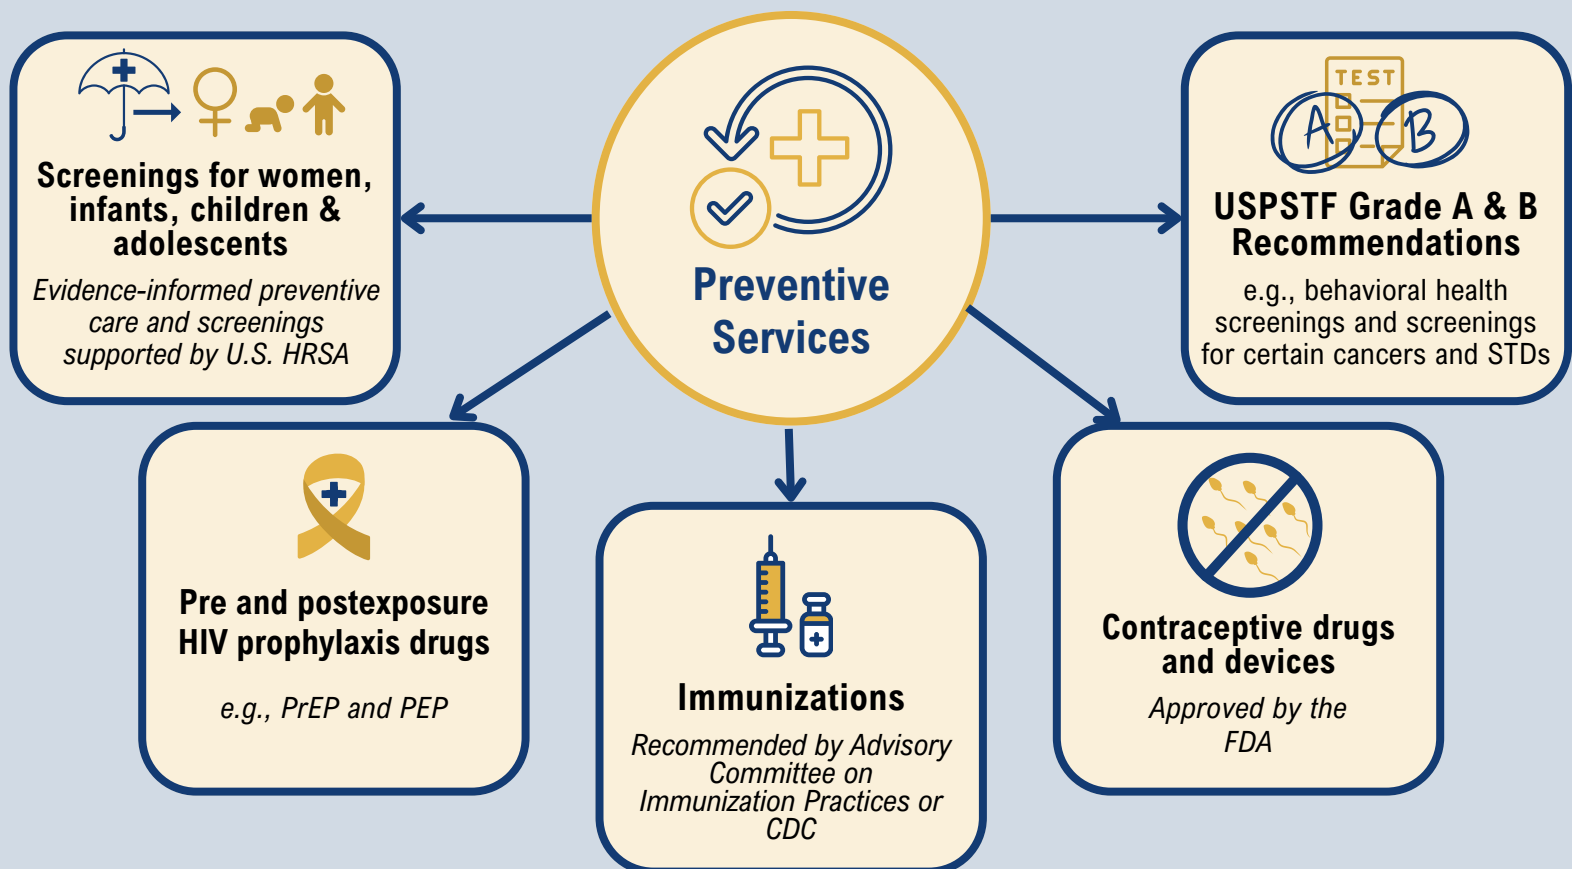 Preventive
Services
Screenings for women,
infants, children &
adolescents
Evidence-informed preventive
care and screenings
supported by U.S. HRSA
TEST
A
B
USPSTF Grade A & B
Recommendations
e.g., behavioral health
screenings and screenings
for certain cancers and STDs
Pre and postexposure
HIV prophylaxis drugs
e.g., PrEP and PEP
Immunizations
Recommended by Advisory
Committee on
Immunization Practices or
CDC
Contraceptive drugs
and devices
Approved by the
FDA